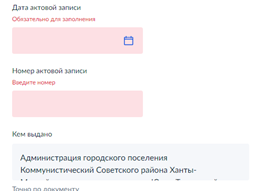 Дата актовой записи
Обязательно для заполнения
Номер актовой записи
Введите номер
Кем выдано
Администрация городского поселения
Коммунистический Советского района Ханты-
Точно по документу